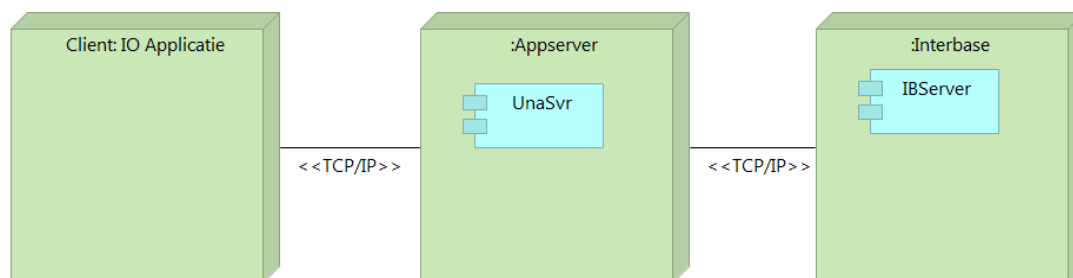 Client: IO Applicatie
:Appserver
:Interbase
UnaSvr
IBServer
<<TCP/IP>>
<<TCP/IP>>